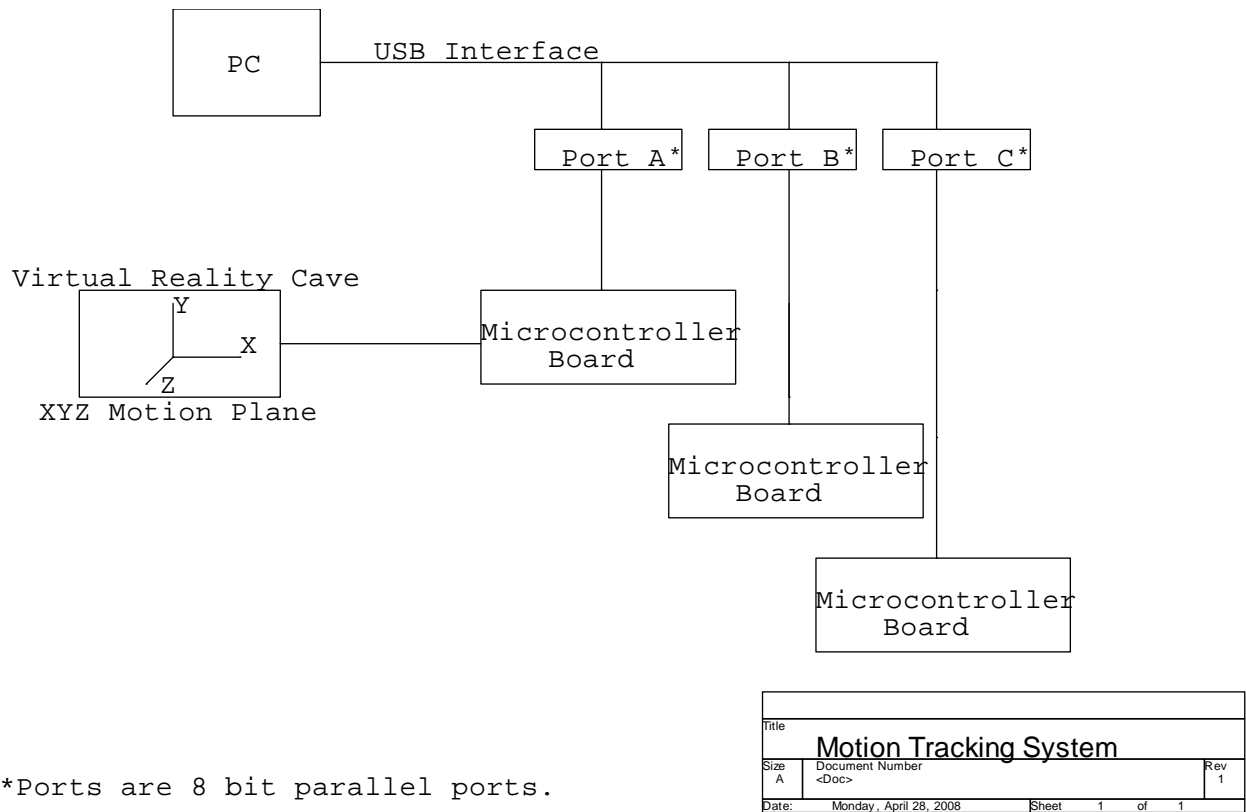 PC
USB Interface
Port A*
Port B*
Port C*
Virtual Reality Cave
Y
X
Z
XYZ Motion Plane
Microcontroller
Board
Microcontroller
Board
Microcontroller
Board
*Ports are 8 bit parallel ports.
Title
Motion Tracking System
Size
A
Document Number
<Doc>
Rev
1
Date: Monday, April 28, 2008 Sheet 1 of 1